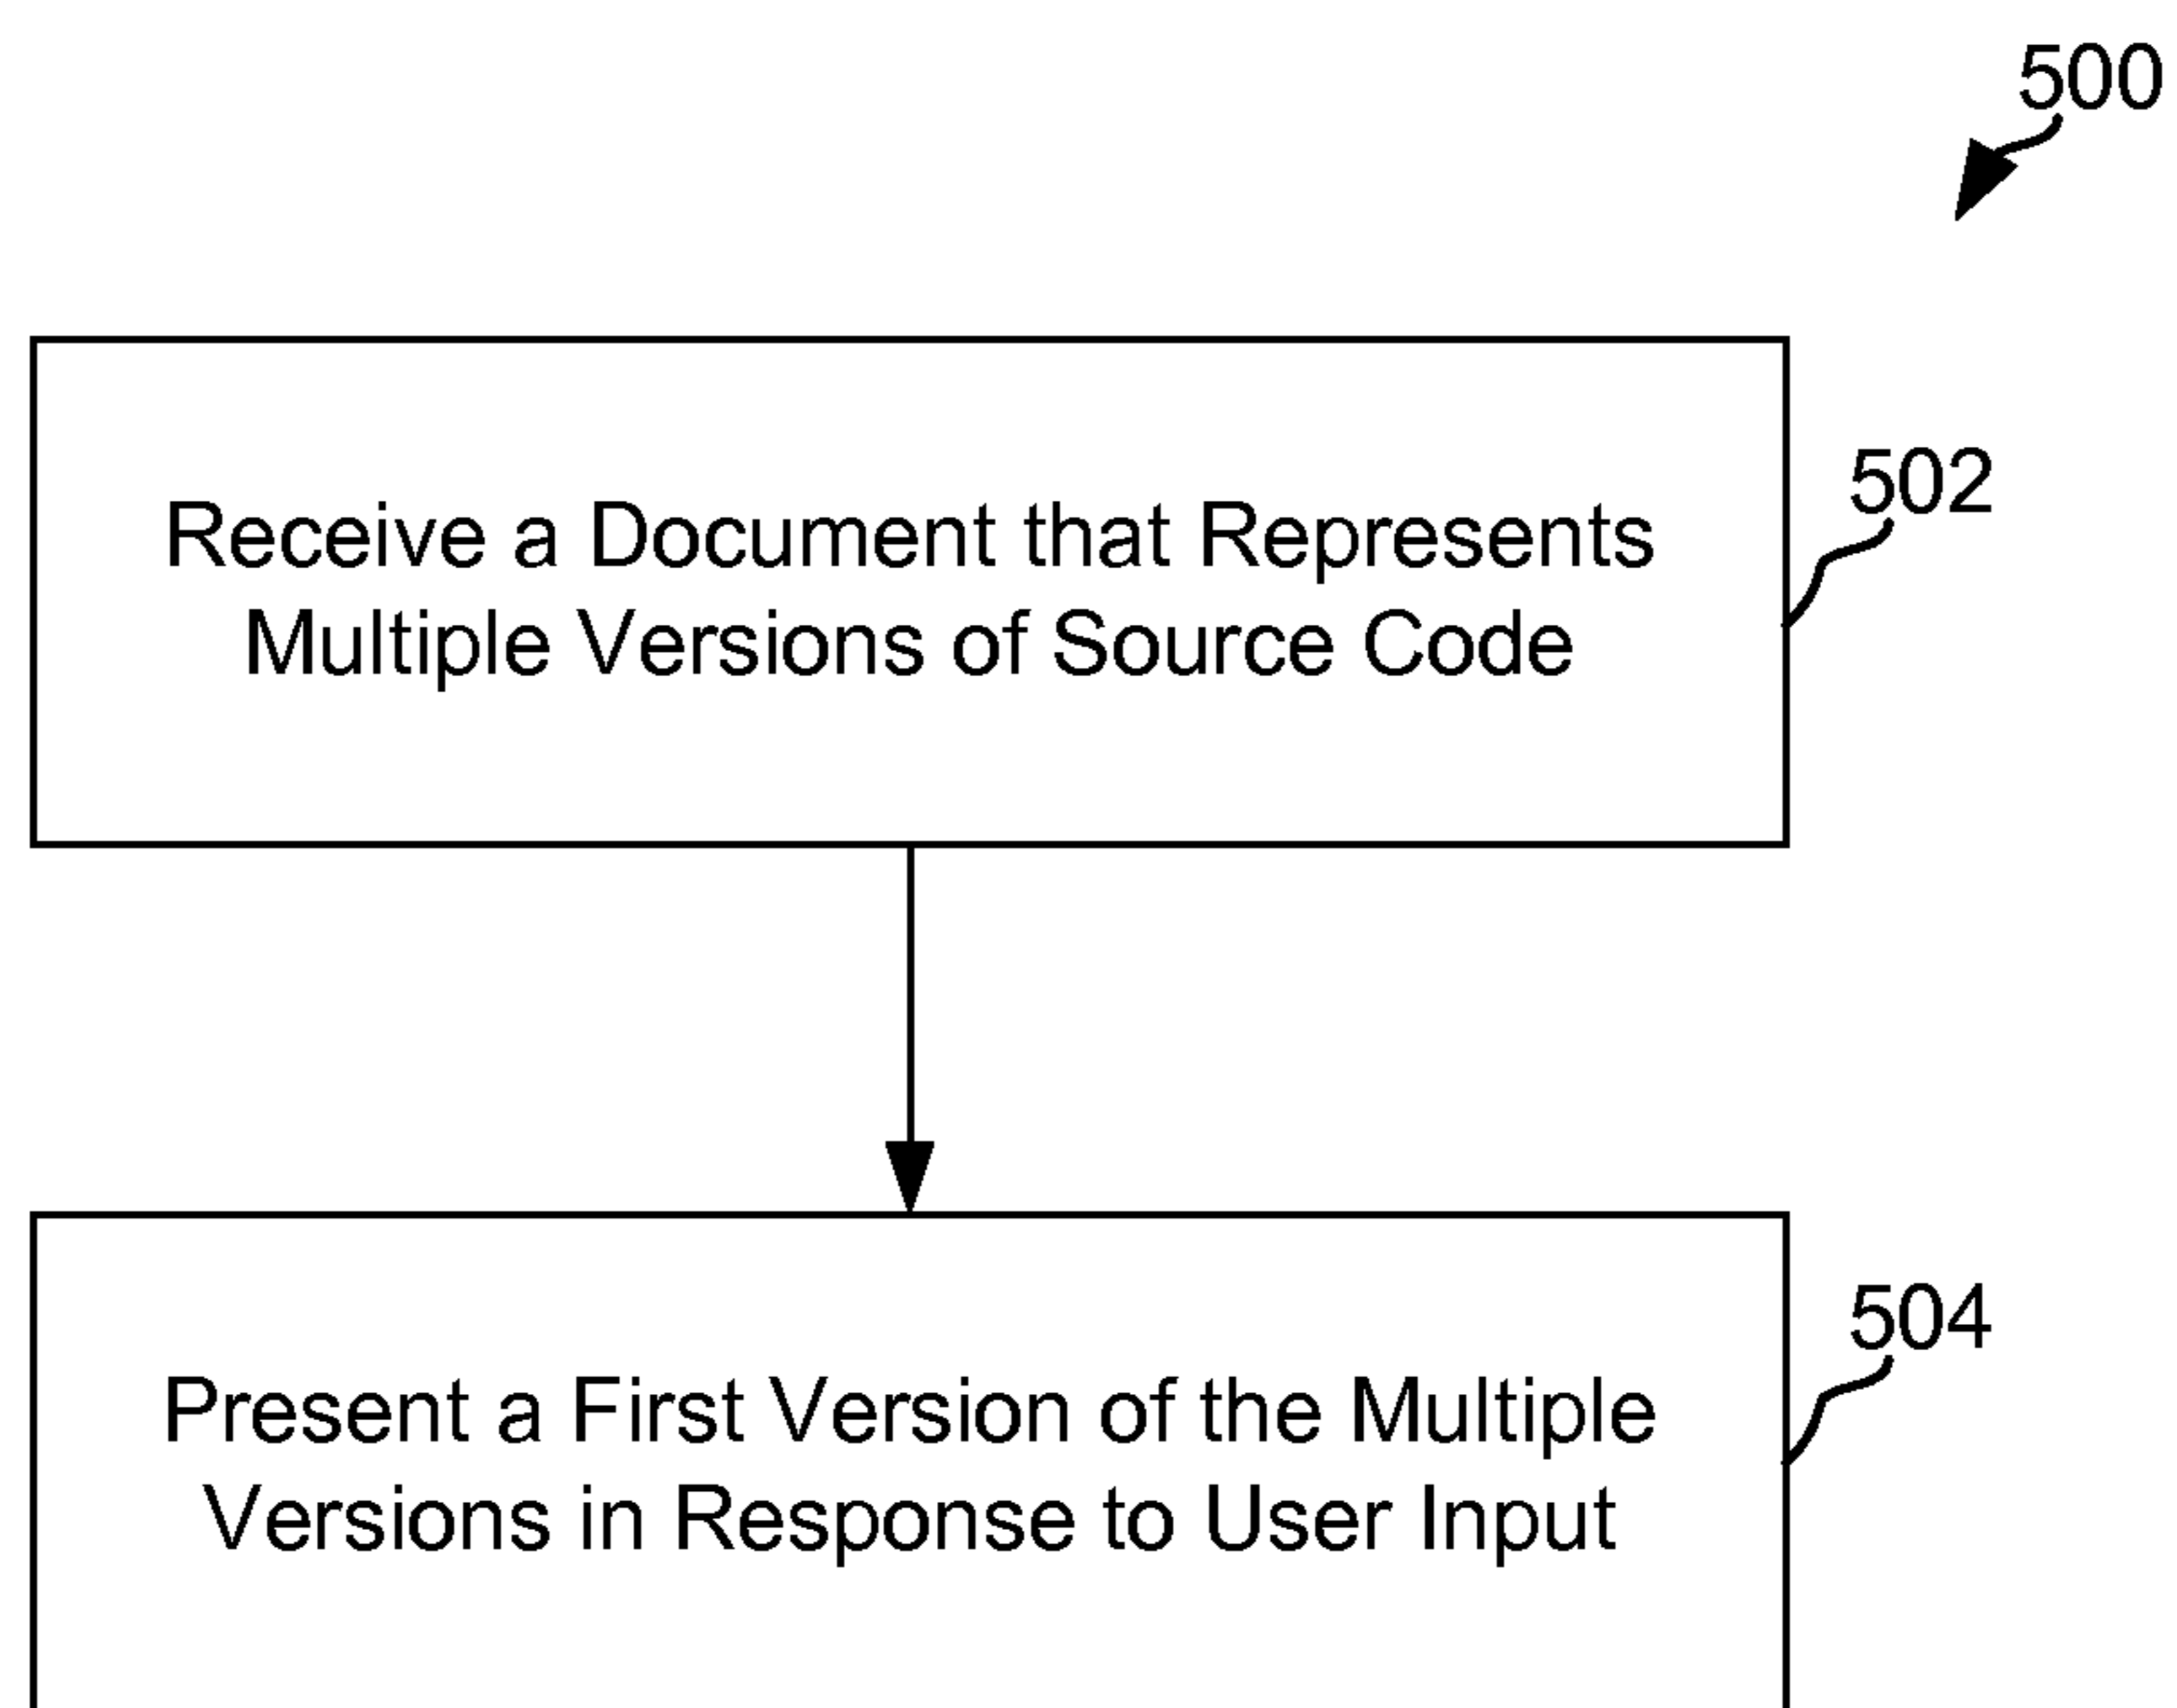 500
Receive a Document that Represents
Multiple Versions of Source Code
502
Present a First Version of the Multiple
Versions in Response to User Input
504